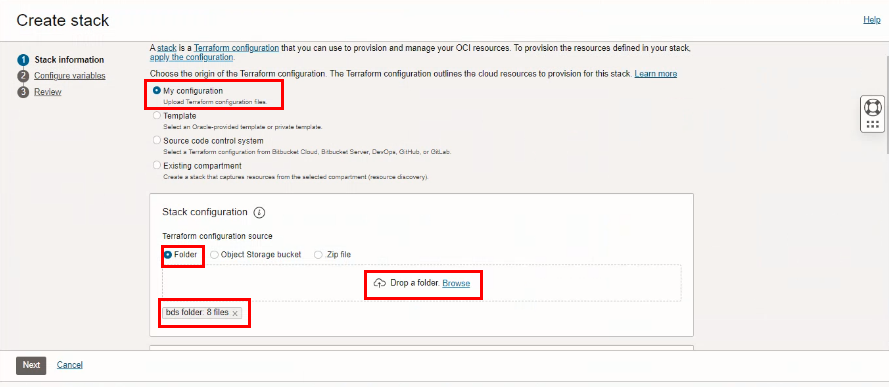 Create stack
Help
1 Stack information
2 Configure variables
3 Review
A stack is a Terraform configuration that you can use to provision and manage your OCI resources. To provision the resources defined in your stack,
apply the configuration.
Choose the origin of the Terraform configuration. The Terraform configuration outlines the cloud resources to provision for this stack. Learn more
My configuration
Upload Terraform configuration files.
Template
Select an Oracle-provided template or private template.
Source code control system
Select a Terraform configuration from Bitbucket Cloud, Bitbucket Server, DevOps, GitHub, or GitLab.
Existing compartment
Create a stack that captures resources from the selected compartment (resource discovery).
Stack configuration i
Terraform configuration source
Folder Object Storage bucket .Zip file
Drop a folder. Browse
bds folder: 8 files ×
Next Cancel